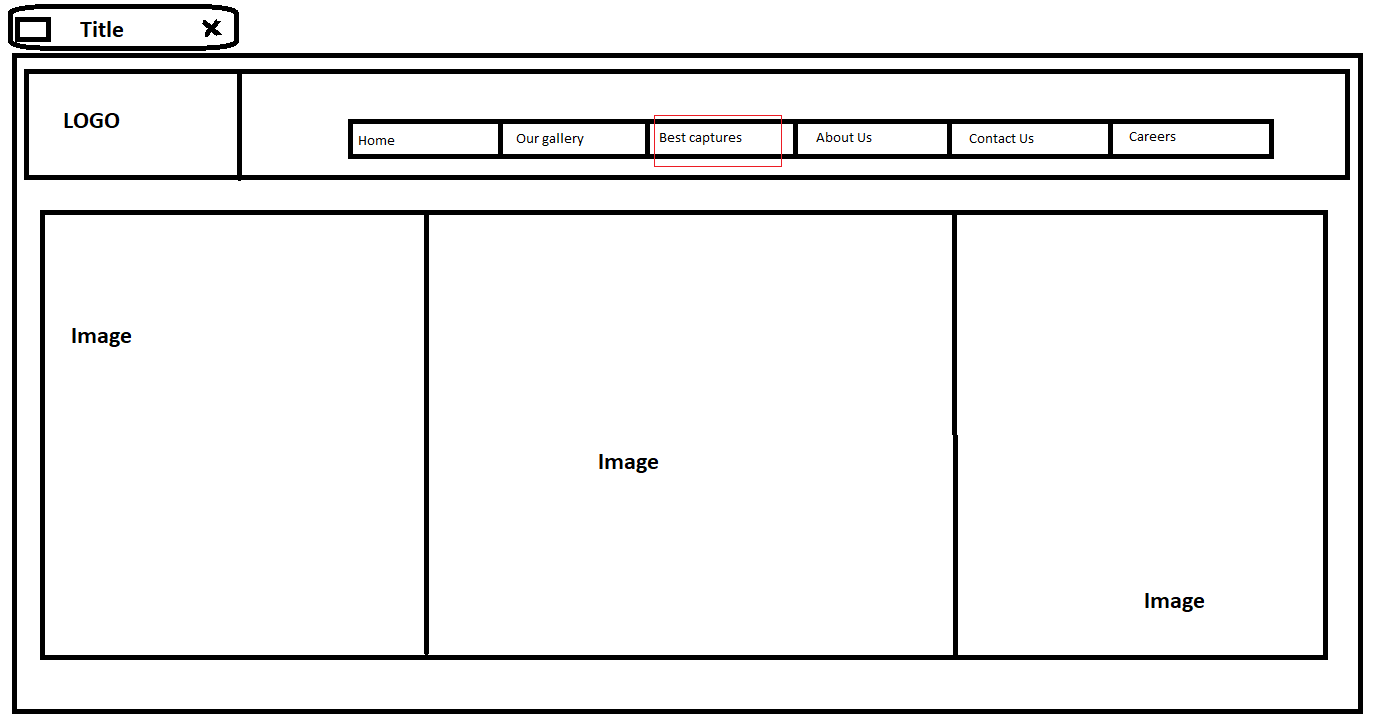 Title
LOGO
Home
Our gallery
Best captures
About Us
Contact Us
Careers
Image
Image
Image